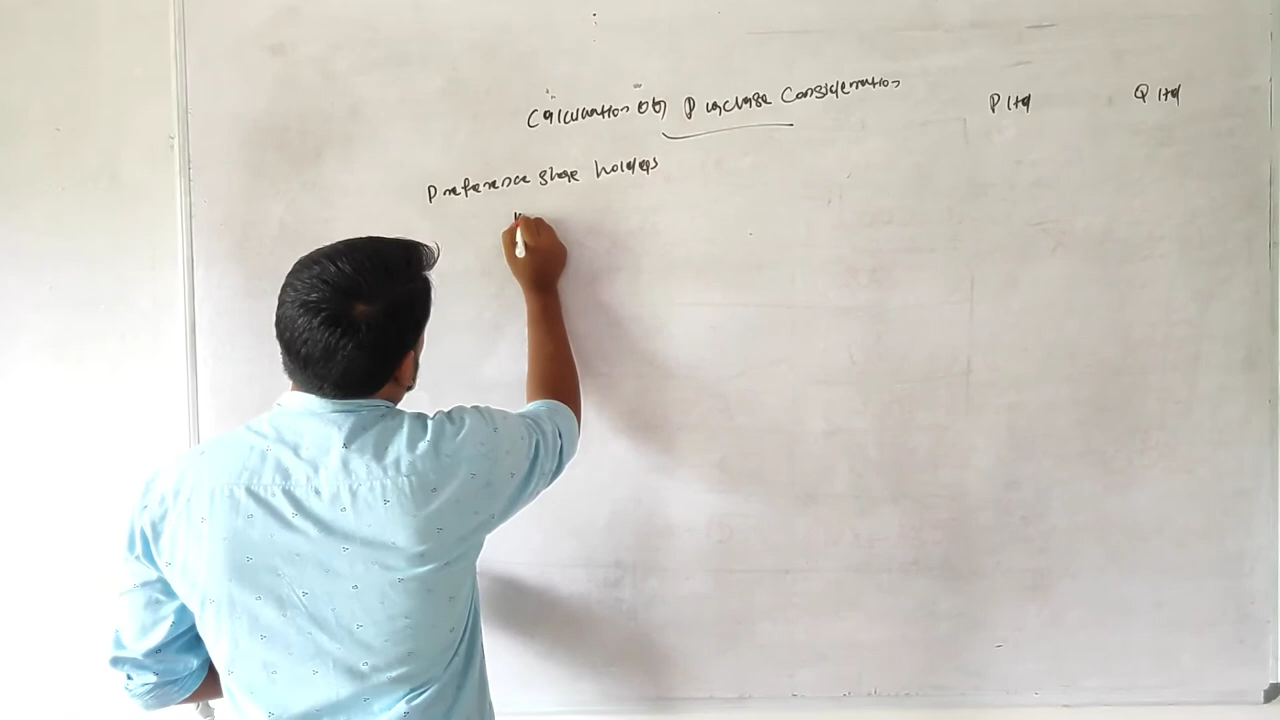 Calculation of Purchase Consideration P ltd Q ltd
Preference share holders